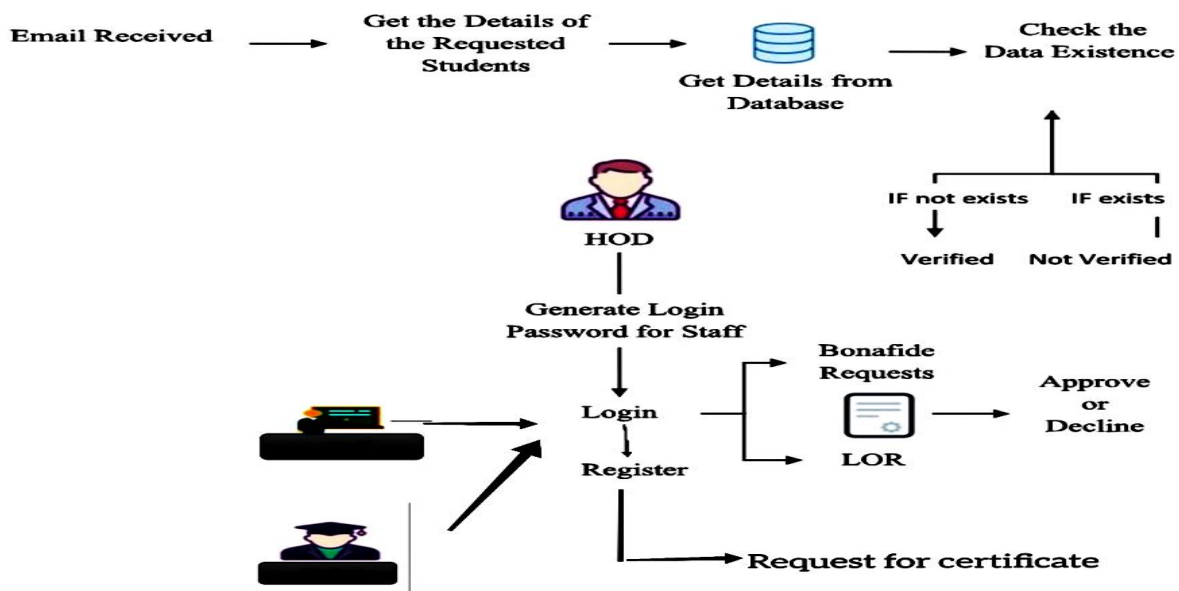 Email Received
Get the Details of
the Requested
Students
Get Details from
Database
Check the
Data Existence
IF not exists
IF exists
Verified
Not Verified
HOD
Generate Login
Password for Staff
Login
Register
Bonafide
Requests
LOR
Approve
or
Decline
Request for certificate